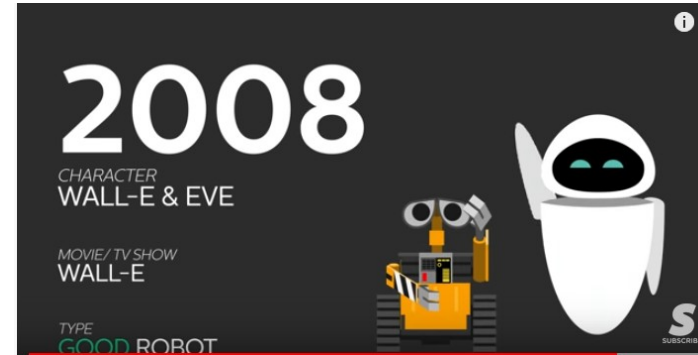 2008
CHARACTER
WALL-E & EVE
MOVIE/TV SHOW
WALL-E
TYPE
GOOD ROBOT
i
S